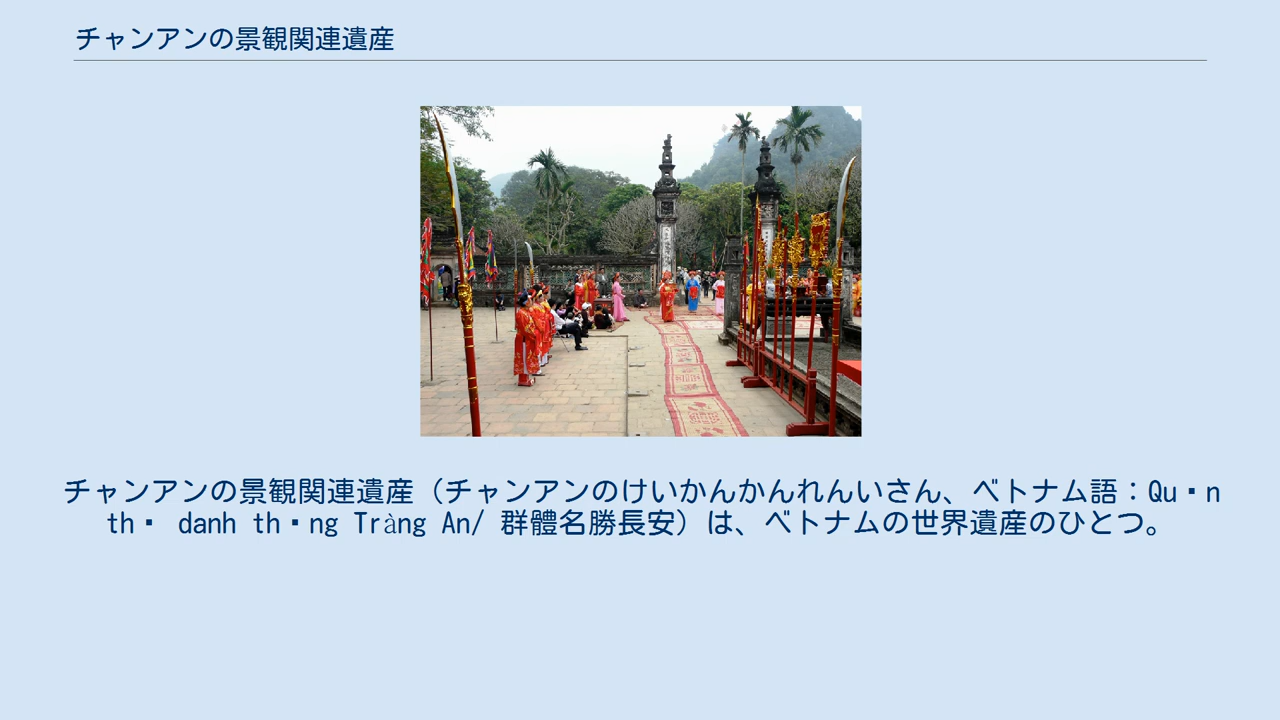 チャンアンの景観関連遺産
チャンアンの景観関連遺産（チャンアンのけいかんかんれんいさん、ベトナム語：Qu▪n
th▪ danh th▪ng Tràng An/ 群體名勝長安）は、ベトナムの世界遺産のひとつ。